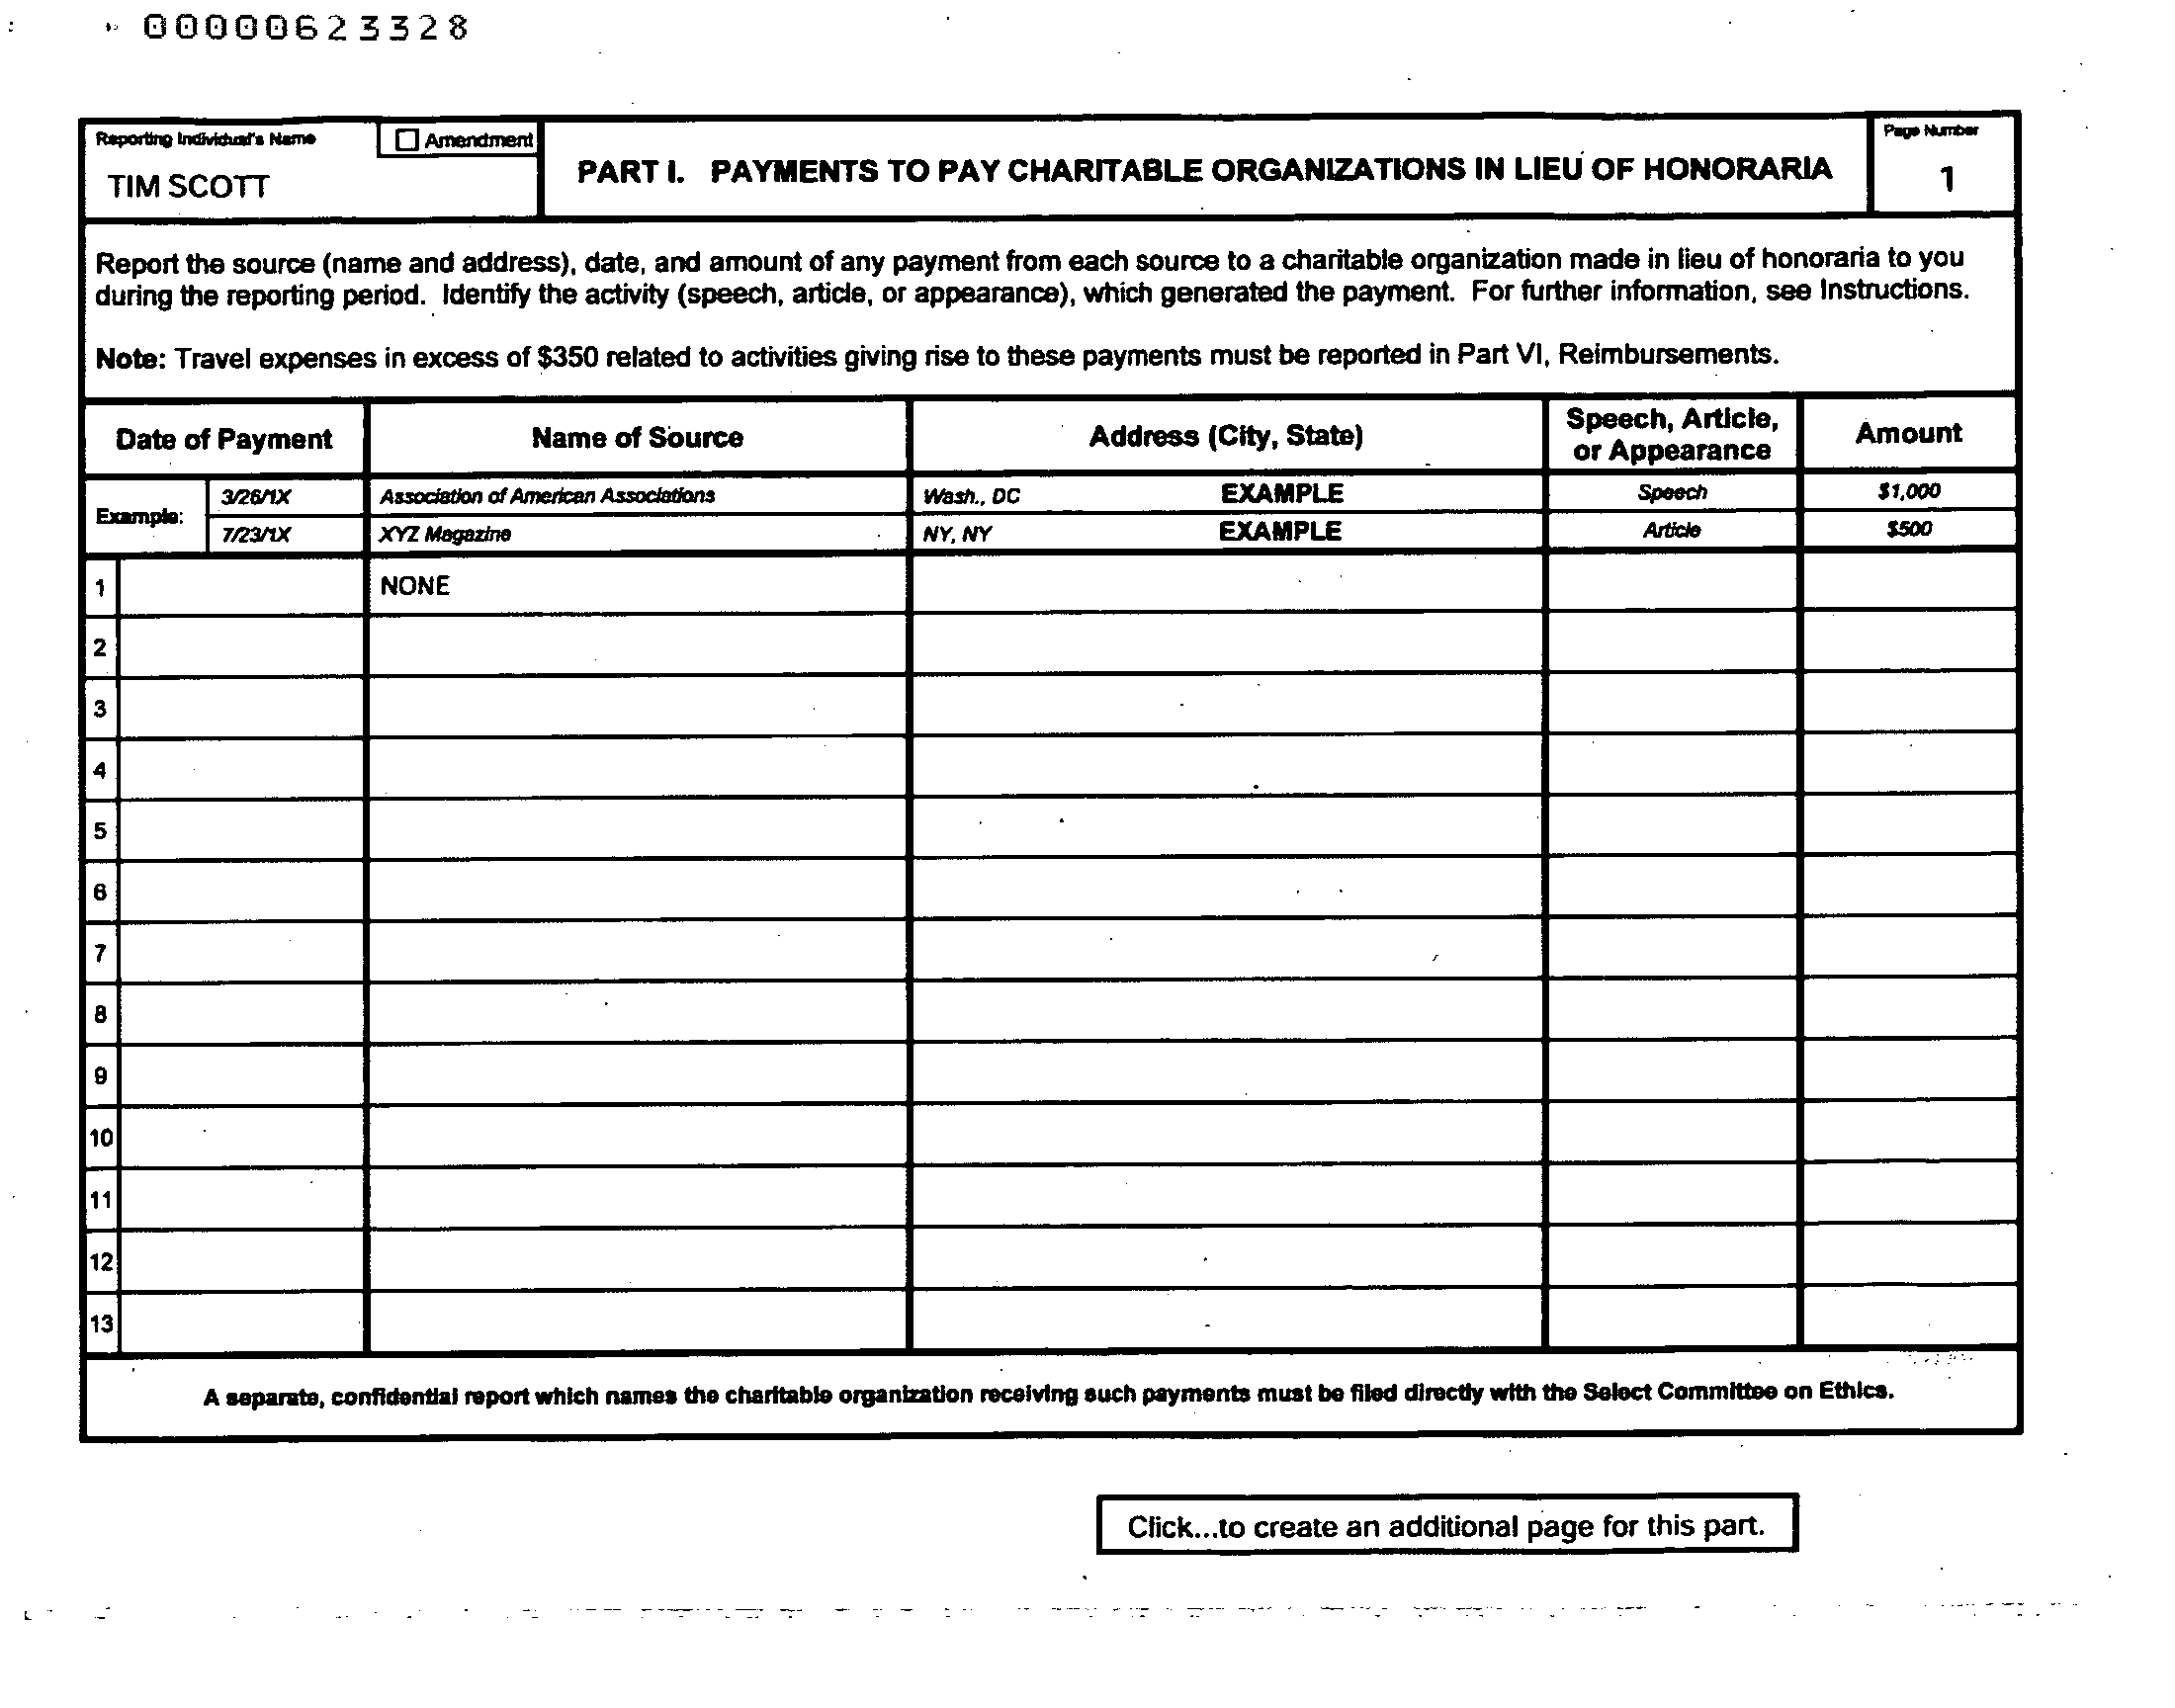 00000623328
Reporting Individual's Name
Amendment
TIM SCOTT
PART I. PAYMENTS TO PAY CHARITABLE ORGANIZATIONS IN LIEU OF HONORARIA
Page Number
1
Report the source (name and address), date, and amount of any payment from each source to a charitable organization made in lieu of honoraria to you
during the reporting period. Identify the activity (speech, article, or appearance), which generated the payment. For further information, see Instructions.
Note: Travel expenses in excess of $350 related to activities giving rise to these payments must be reported in Part VI, Reimbursements.
Date of Payment
Name of Source
Address (City, State)
Speech, Article,
or Appearance
Amount
Example:
3/26/1X Association of American Associations Wash., DC EXAMPLE Speech $1,000
7/23/1X XYZ Magazine NY, NY EXAMPLE Article $500
1 NONE
2
3
4
5
6
7
8
9
10
11
12
13
A separate, confidential report which names the charitable organization receiving such payments must be filed directly with the Select Committee on Ethics.
Click...to create an additional page for this part.